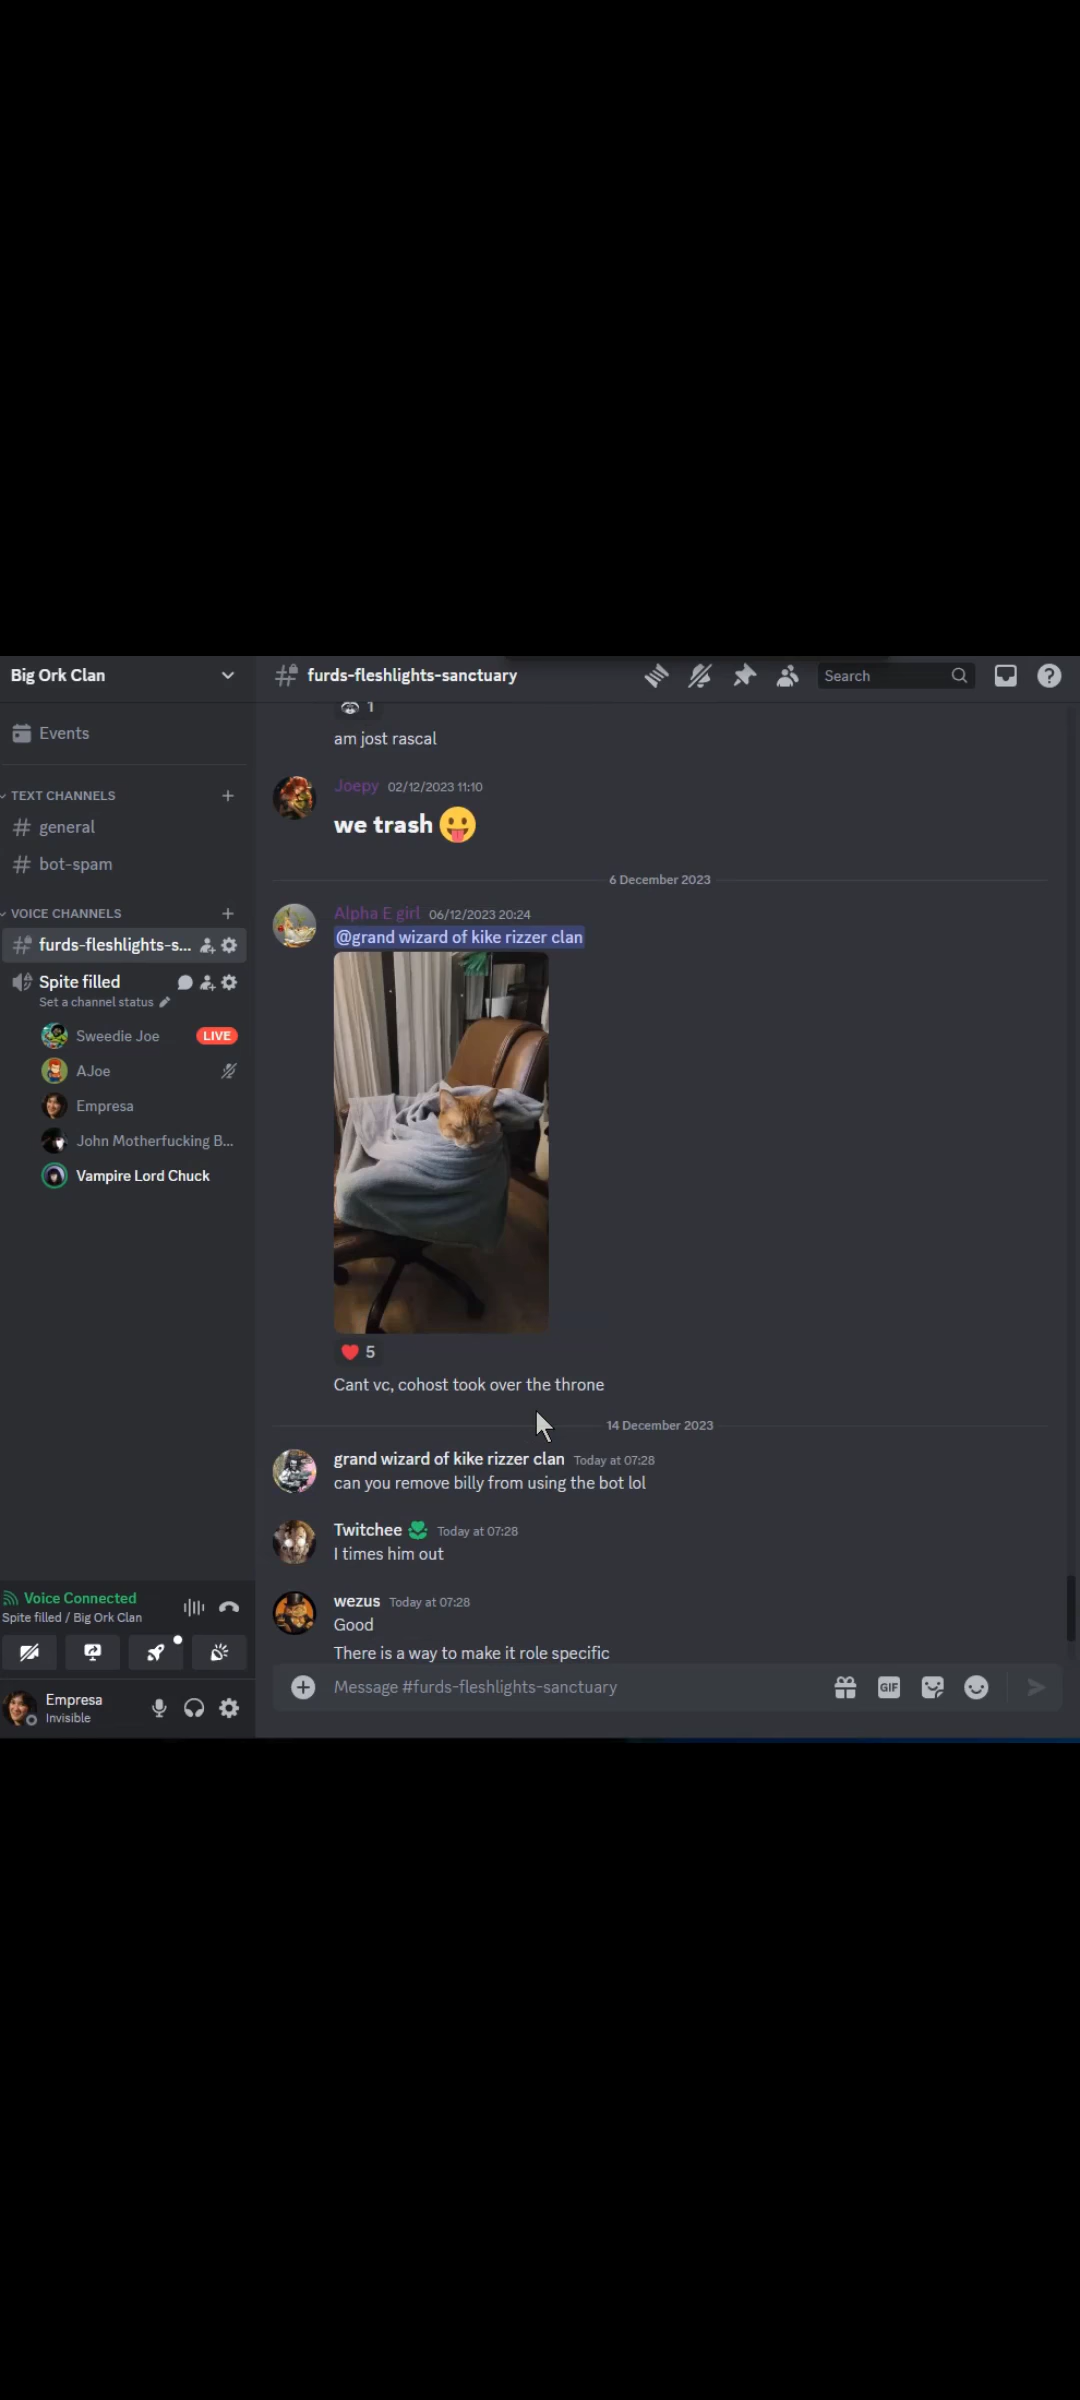 Big Ork Clan
Events
TEXT CHANNELS
general
bot-spam
VOICE CHANNELS
furds-fleshlights-s...
Spite filled
Set a channel status
Sweedie Joe LIVE
AJoe
Empresa
John Motherfucking B...
Vampire Lord Chuck
Voice Connected
Spite filled / Big Ork Clan
Empresa
Invisible
furds-fleshlights-sanctuary
Search
1
am jost rascal
Joepy 02/12/2023 11:10
we trash 😛
6 December 2023
Alpha E girl 06/12/2023 20:24
@grand wizard of kike rizzer clan
❤️ 5
Cant vc, cohost took over the throne
14 December 2023
grand wizard of kike rizzer clan Today at 07:28
can you remove billy from using the bot lol
Twitchee Today at 07:28
I times him out
wezus Today at 07:28
Good
There is a way to make it role specific
Message #furds-fleshlights-sanctuary
GIF